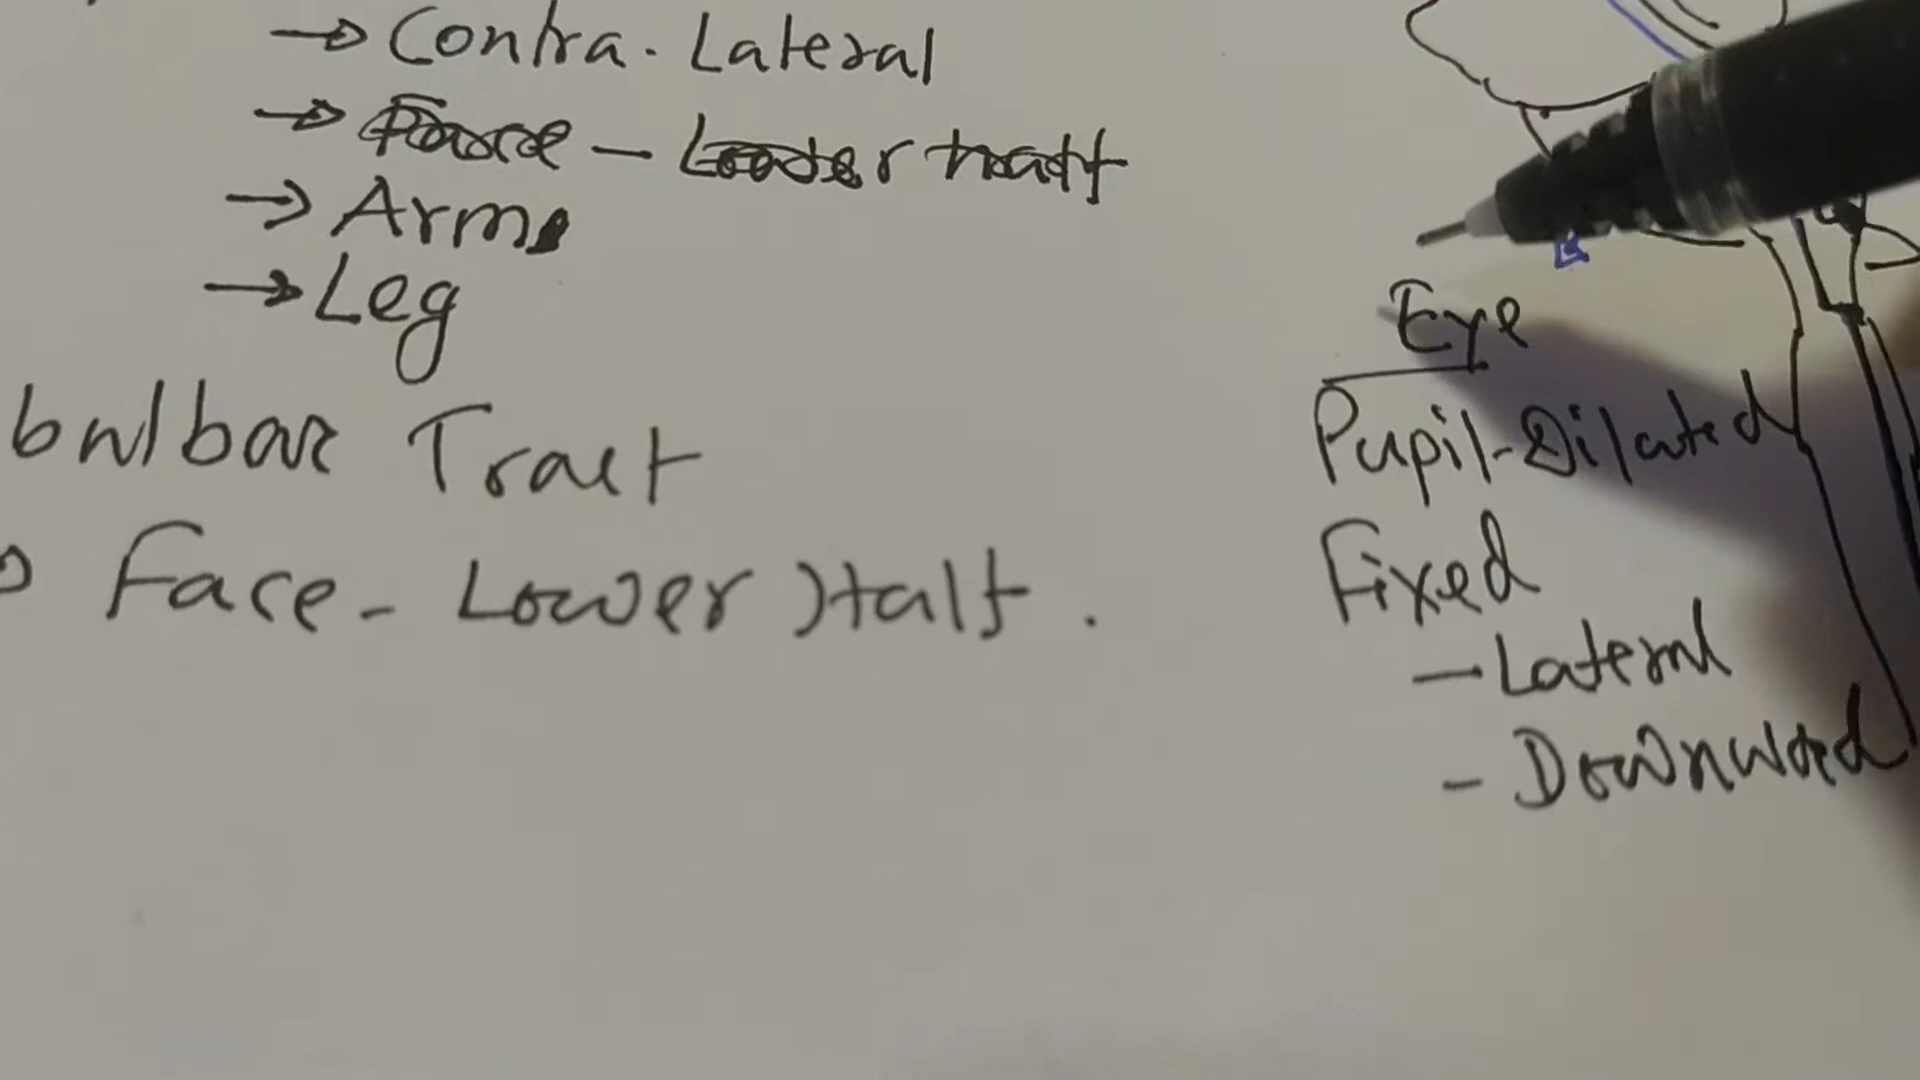 → Contra. Lateral
→ Face - Lower half
→ Arm
→ Leg
bulbar Tract
Face - Lower Half.
Eye
Pupil - Dilated
Fixed
- Lateral
- Downward